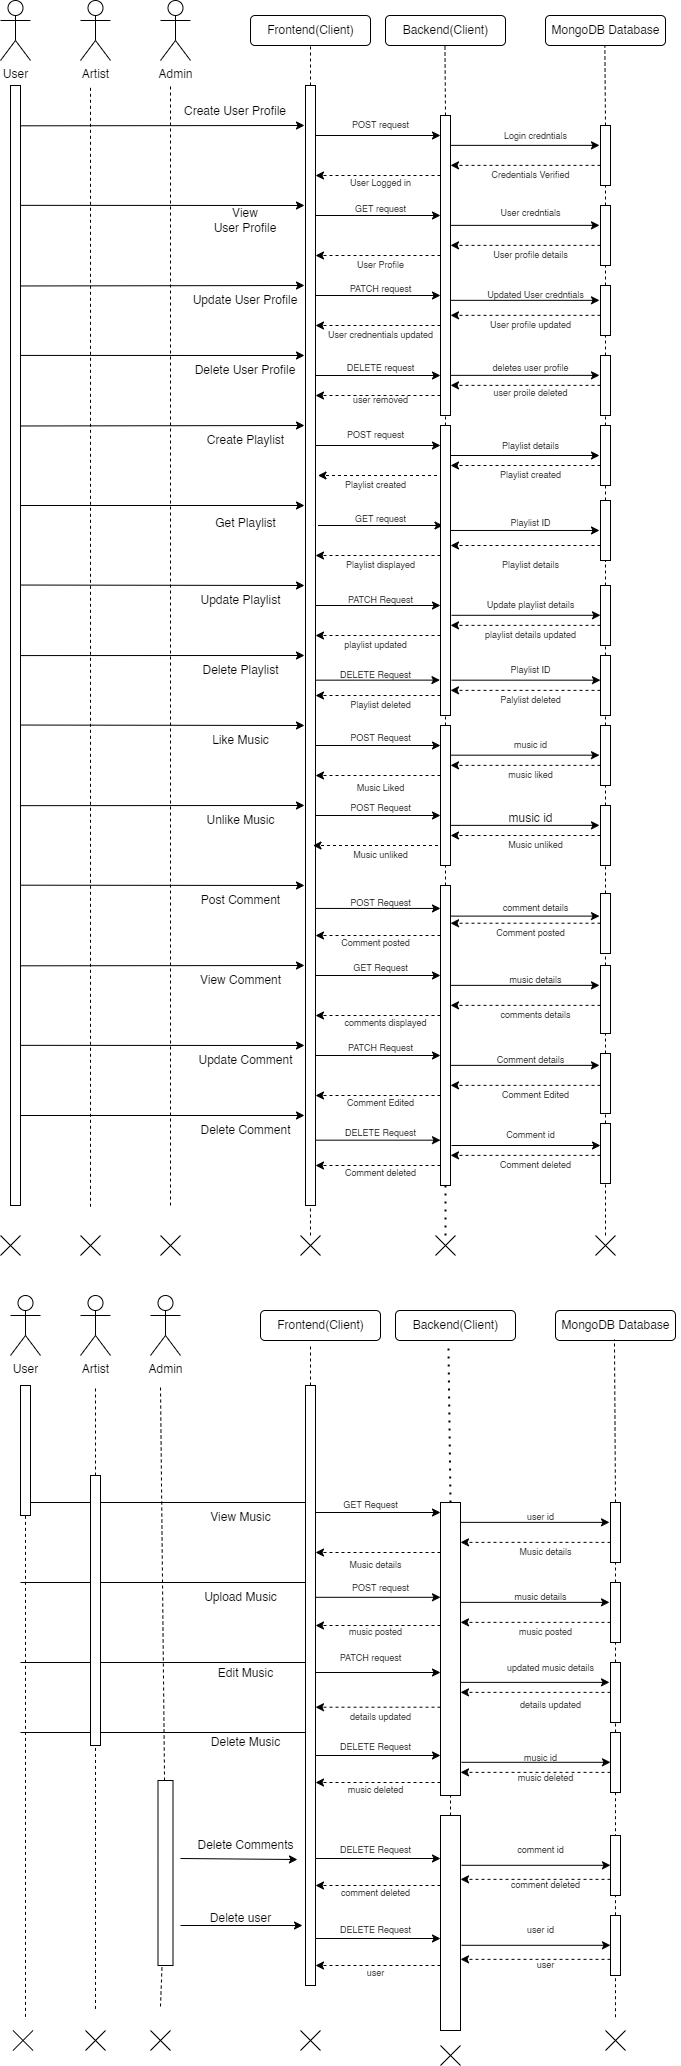 Frontend(Client)
Backend(Client)
MongoDB Database
User
Artist
Admin
Create User Profile
POST request
Login credntials
Credentials Verified
User Logged in
View
User Profile
GET request
User credntials
User profile details
User Profile
Update User Profile
PATCH request
Updated User credntials
User profile updated
User crednentials updated
Delete User Profile
DELETE request
deletes user profile
user proile deleted
user removed
Create Playlist
POST request
Playlist details
Playlist created
Playlist created
Get Playlist
GET request
Playlist ID
Playlist details
Playlist displayed
Update Playlist
PATCH Request
Update playlist details
playlist details updated
playlist updated
Delete Playlist
DELETE Request
Playlist ID
Palylist deleted
Playlist deleted
Like Music
POST Request
music id
music liked
Music Liked
Unlike Music
POST Request
music id
Music unliked
Music unliked
Post Comment
POST Request
comment details
Comment posted
Comment posted
View Comment
GET Request
music details
comments details
comments displayed
Update Comment
PATCH Request
Comment details
Comment Edited
Comment Edited
Delete Comment
DELETE Request
Comment id
Comment deleted
Comment deleted
Frontend(Client)
Backend(Client)
MongoDB Database
User
Artist
Admin
View Music
GET Request
user id
Music details
Music details
Upload Music
POST request
music details
music posted
music posted
Edit Music
PATCH request
updated music details
details updated
details updated
Delete Music
DELETE Request
music id
music deleted
music deleted
Delete Comments
DELETE Request
comment id
comment deleted
comment deleted
Delete user
DELETE Request
user id
user
user